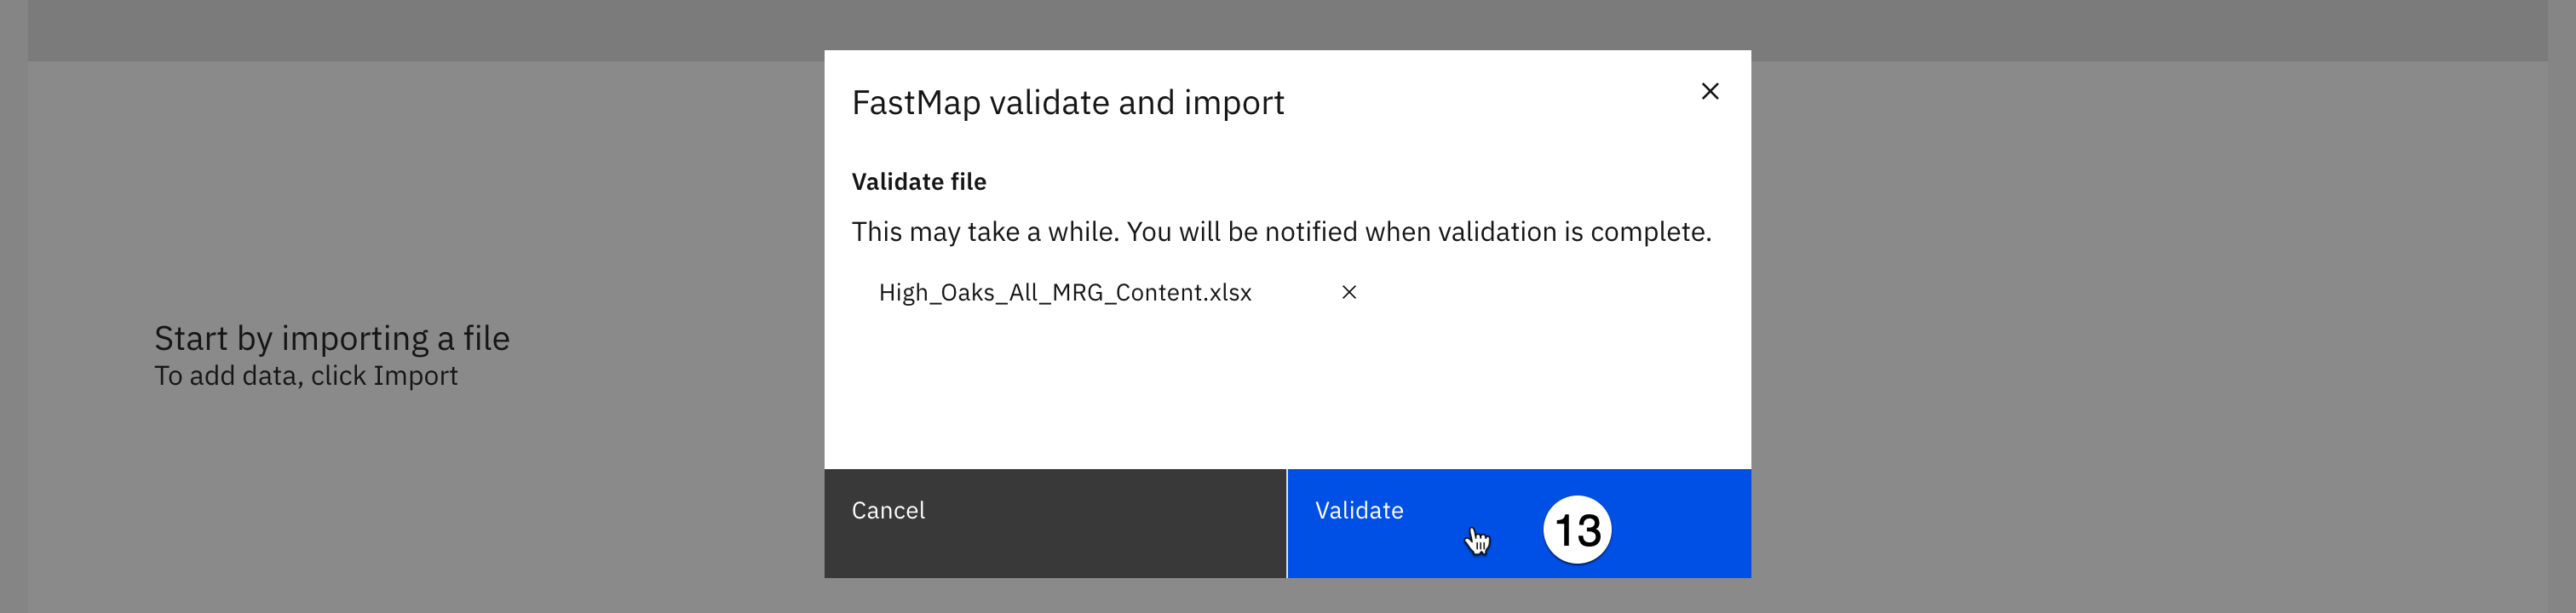 FastMap validate and import
Validate file
This may take a while. You will be notified when validation is complete.
High_Oaks_All_MRG_Content.xlsx
Start by importing a file
To add data, click Import
Cancel
Validate
13